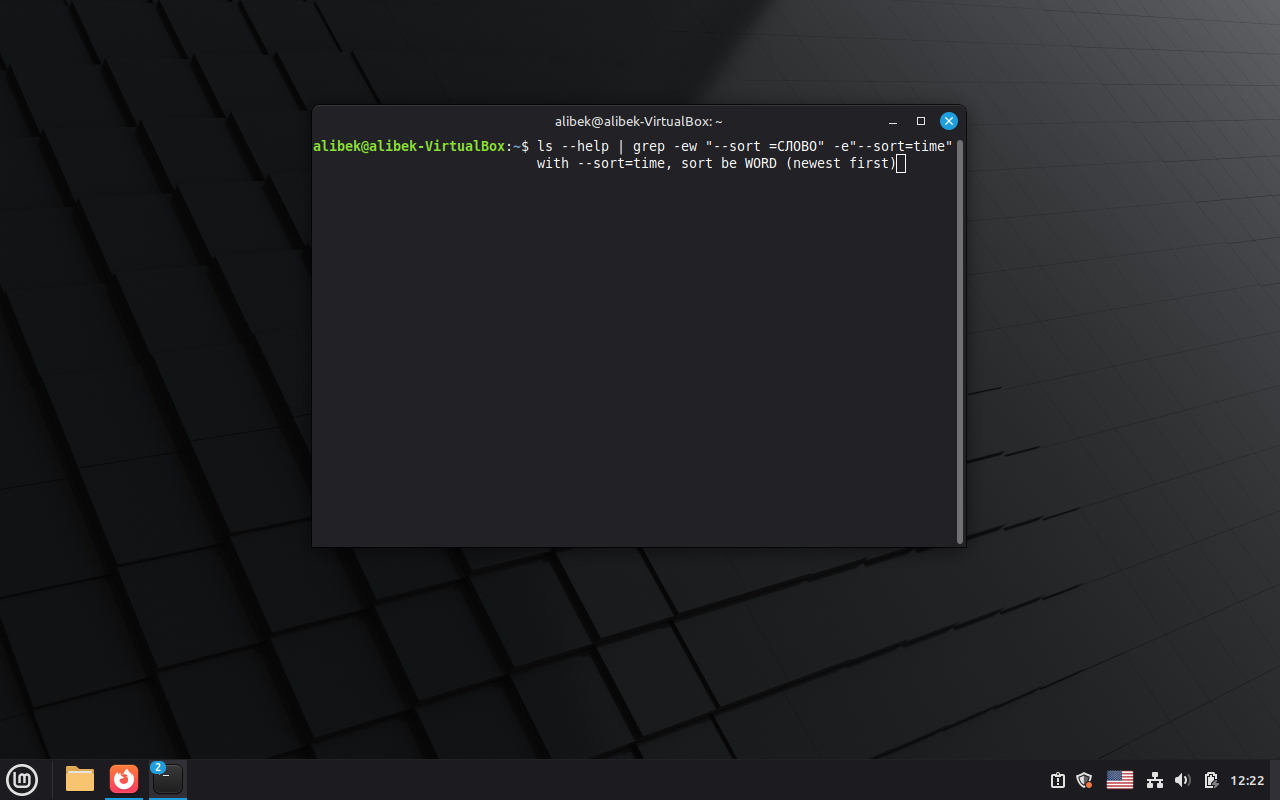 alibek@alibek-VirtualBox: ~
alibek@alibek-VirtualBox:~$ ls --help | grep -ew "--sort =СЛОВО" -e"--sort=time"
with --sort=time, sort be WORD (newest first)
2
12:22